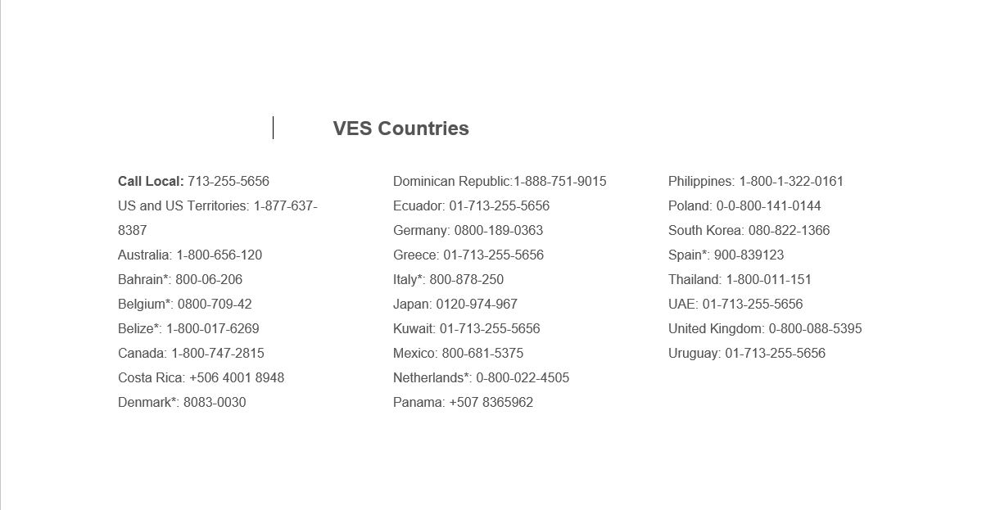 VES Countries
Call Local: 713-255-5656
US and US Territories: 1-877-637-
8387
Australia: 1-800-656-120
Bahrain*: 800-06-206
Belgium*: 0800-709-42
Belize*: 1-800-017-6269
Canada: 1-800-747-2815
Costa Rica: +506 4001 8948
Denmark*: 8083-0030
Dominican Republic:1-888-751-9015
Ecuador: 01-713-255-5656
Germany: 0800-189-0363
Greece: 01-713-255-5656
Italy*: 800-878-250
Japan: 0120-974-967
Kuwait: 01-713-255-5656
Mexico: 800-681-5375
Netherlands*: 0-800-022-4505
Panama: +507 8365962
Philippines: 1-800-1-322-0161
Poland: 0-0-800-141-0144
South Korea: 080-822-1366
Spain*: 900-839123
Thailand: 1-800-011-151
UAE: 01-713-255-5656
United Kingdom: 0-800-088-5395
Uruguay: 01-713-255-5656